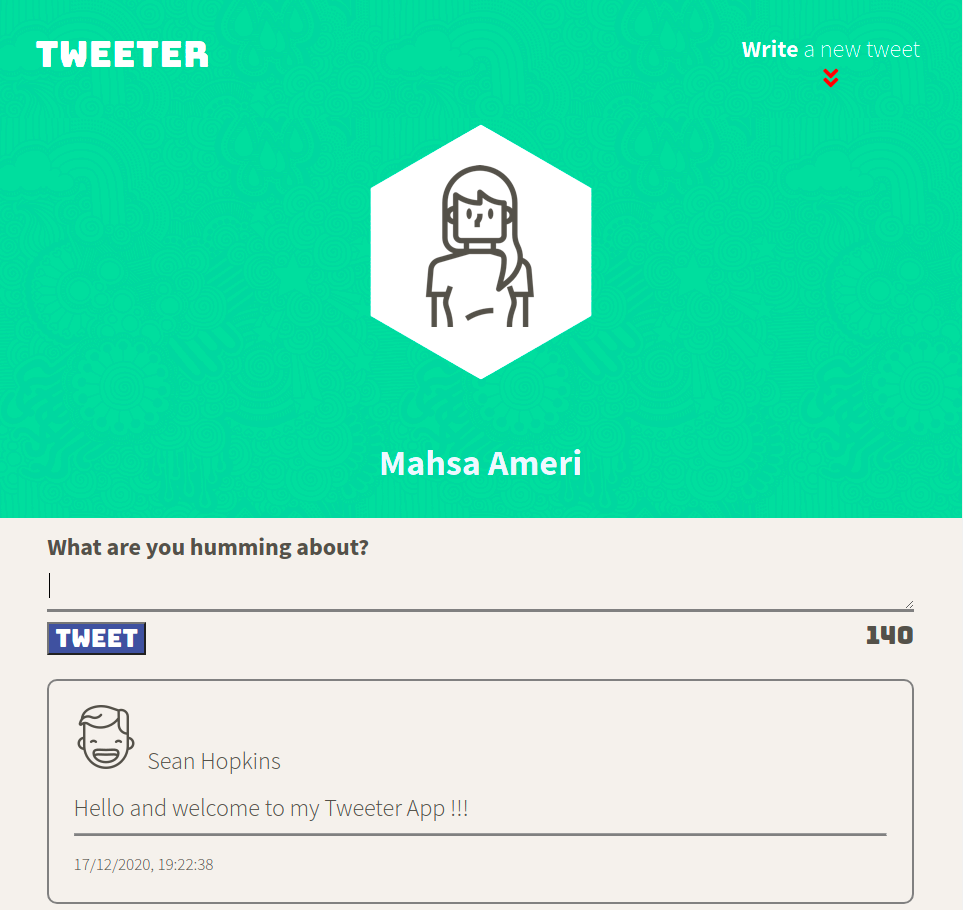 TWEETER
Write a new tweet
Mahsa Ameri
What are you humming about?
TWEET
140
Sean Hopkins
Hello and welcome to my Tweeter App !!!
17/12/2020, 19:22:38